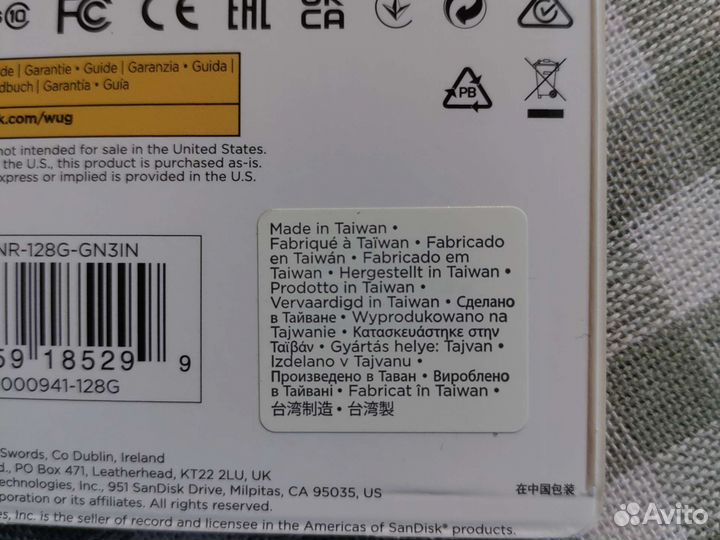 FC CE EAC UK CA
de | Garantie • Guide | Garanzia • Guida |
dbuch | Garantía • Guia
k.com/wug
PB
not intended for sale in the United States.
the U.S., this product is purchased as-is.
xpress or implied is provided in the U.S.
NR-128G-GN3IN
59 18529 9
000941-128G
Made in Taiwan •
Fabriqué à Taïwan • Fabricado
en Taiwán • Fabricado em
Taiwan • Hergestellt in Taiwan •
Prodotto in Taiwan •
Vervaardigd in Taiwan • Сделано
в Тайване • Wyprodukowano na
Tajwanie • Κατασκευάστηκε στην
Ταϊβάν • Gyártás helye: Tajvan •
Izdelano v Tajvanu •
Произведено в Таван • Вироблено
в Тайвані • Fabricat în Taiwan •
台湾制造 • 台湾製
Swords, Co Dublin, Ireland
d., PO Box 471, Leatherhead, KT22 2LU, UK
echnologies, Inc., 951 SanDisk Drive, Milpitas, CA 95035, US
orporation or its affiliates. All rights reserved.
es, Inc. is the seller of record and licensee in the Americas of SanDisk® products.
在中国包装
Avito